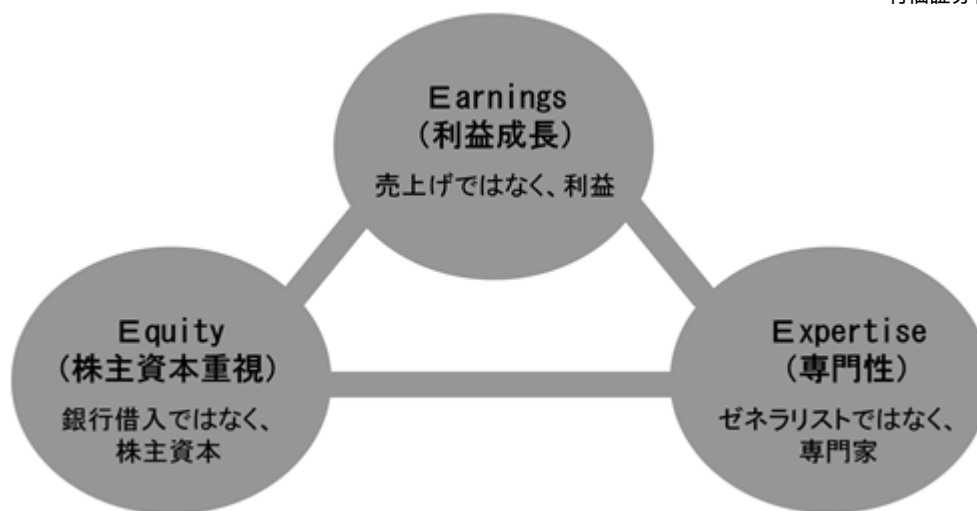 Earnings
(利益成長)
売上げではなく、利益
Equity
(株主資本重視)
銀行借入ではなく、
株主資本
Expertise
(専門性)
ゼネラリストではなく、
専門家